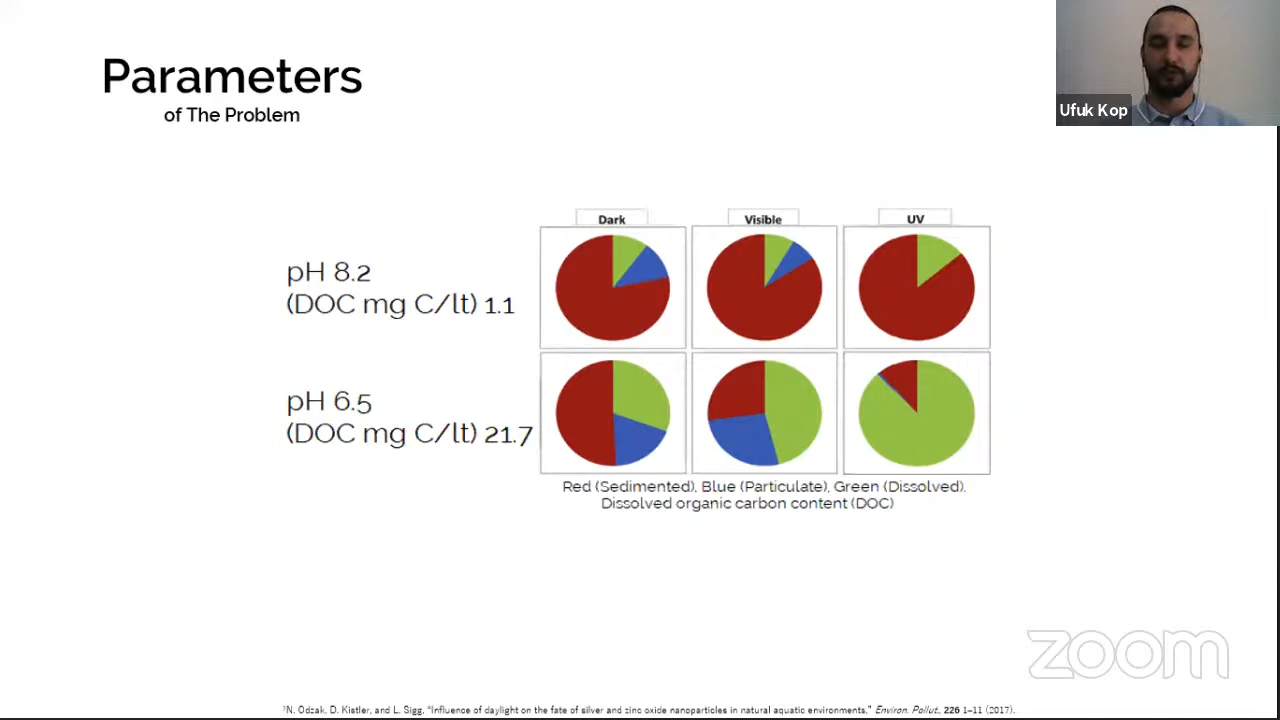 Parameters
of The Problem
Ufuk Kop
Dark
Visible
UV
pH 8.2
(DOC mg C/lt) 1.1
pH 6.5
(DOC mg C/lt) 21.7
Red (Sedimented), Blue (Particulate), Green (Dissolved).
Dissolved organic carbon content (DOC)
zoom
¹N. Odzak, D. Kistler, and L. Sigg, "Influence of daylight on the fate of silver and zinc oxide nanoparticles in natural aquatic environments." Environ. Pollut., 226 1–11 (2017).